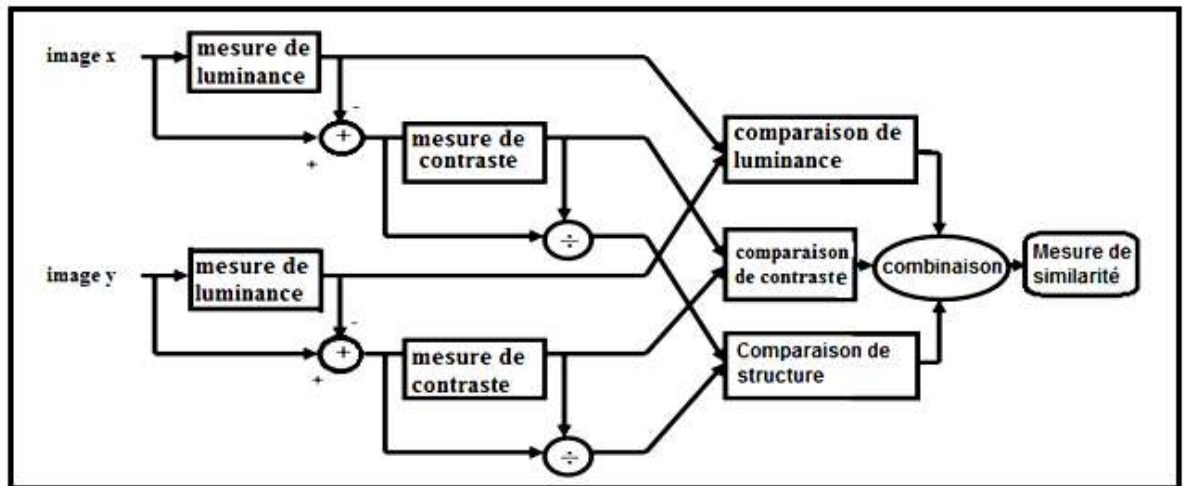 image x
mesure de
luminance
-
+
+
mesure de
contraste
÷
image y
mesure de
luminance
-
+
+
mesure de
contraste
÷
comparaison de
luminance
comparaison
de contraste
Comparaison de
structure
combinaison
Mesure de
similarité